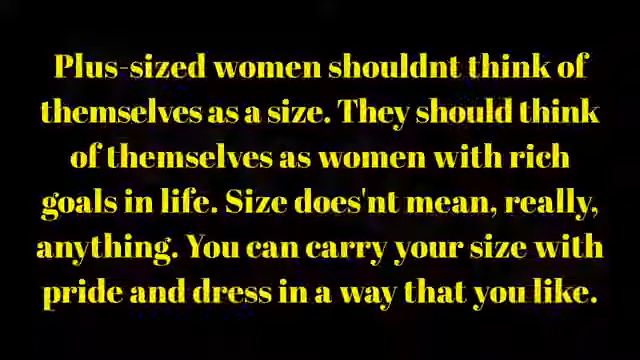 Plus-sized women shouldnt think of
themselves as a size. They should think
of themselves as women with rich
goals in life. Size does'nt mean, really,
anything. You can carry your size with
pride and dress in a way that you like.